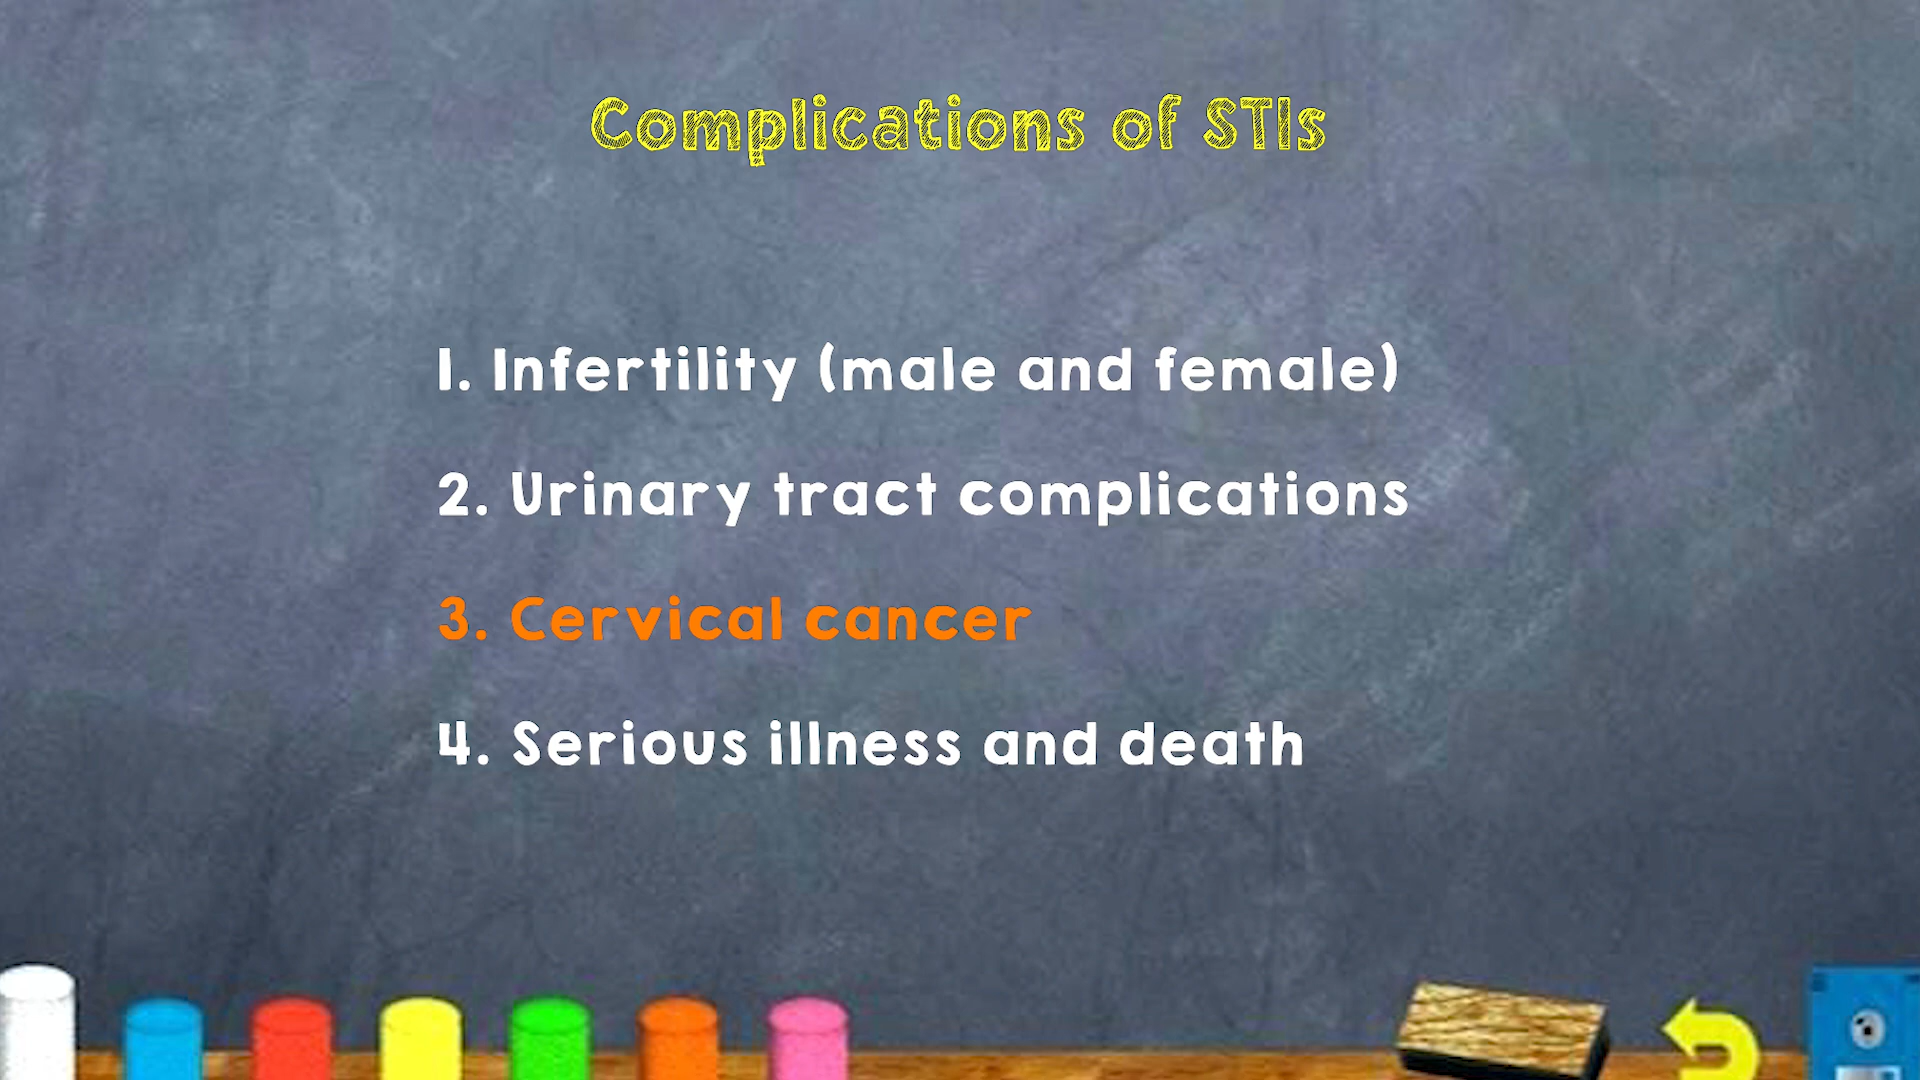 Complications of STIs
1. Infertility (male and female)
2. Urinary tract complications
3. Cervical cancer
4. Serious illness and death